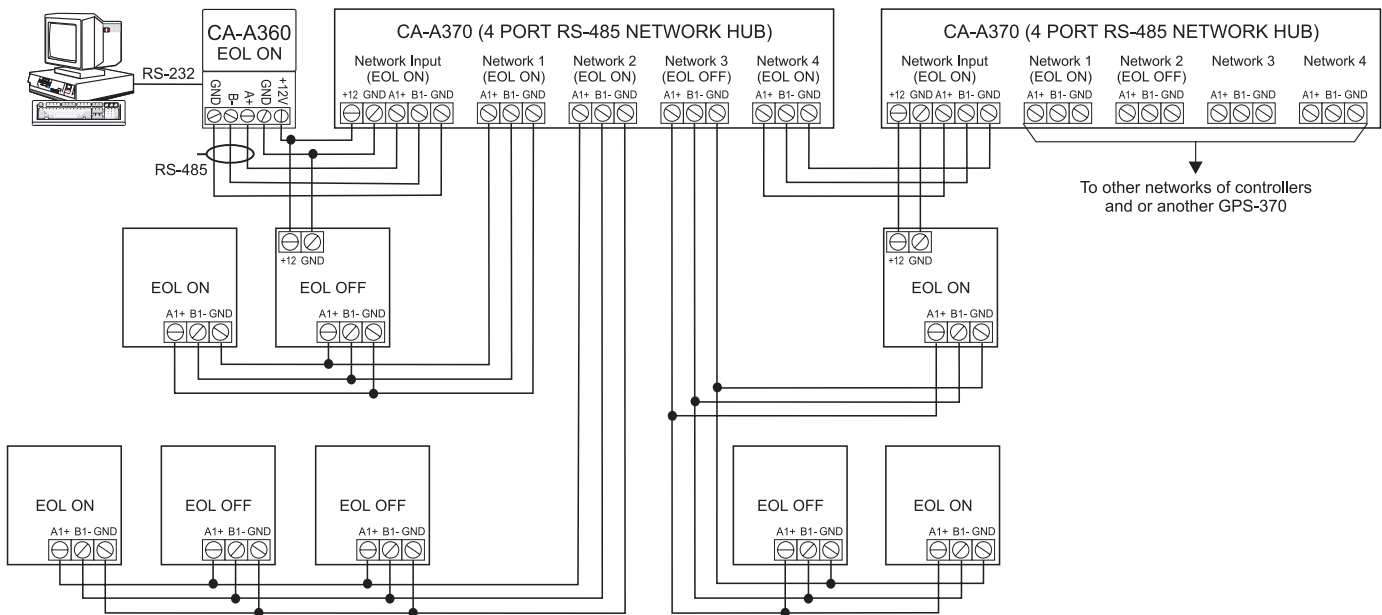 CA-A360
EOL ON
RS-232
GND B- A+ GND +12V
RS-485
CA-A370 (4 PORT RS-485 NETWORK HUB)
Network Input (EOL ON)
Network 1 (EOL ON)
Network 2 (EOL ON)
Network 3 (EOL OFF)
Network 4 (EOL ON)
+12 GND A1+ B1- GND
A1+ B1- GND
A1+ B1- GND
A1+ B1- GND
A1+ B1- GND
CA-A370 (4 PORT RS-485 NETWORK HUB)
Network Input (EOL ON)
Network 1 (EOL ON)
Network 2 (EOL OFF)
Network 3
Network 4
+12 GND A1+ B1- GND
A1+ B1- GND
A1+ B1- GND
A1+ B1- GND
A1+ B1- GND
To other networks of controllers
and or another GPS-370
EOL ON
A1+ B1- GND
+12 GND
EOL OFF
A1+ B1- GND
+12 GND
EOL ON
A1+ B1- GND
EOL ON
A1+ B1- GND
EOL OFF
A1+ B1- GND
EOL OFF
A1+ B1- GND
EOL OFF
A1+ B1- GND
EOL ON
A1+ B1- GND